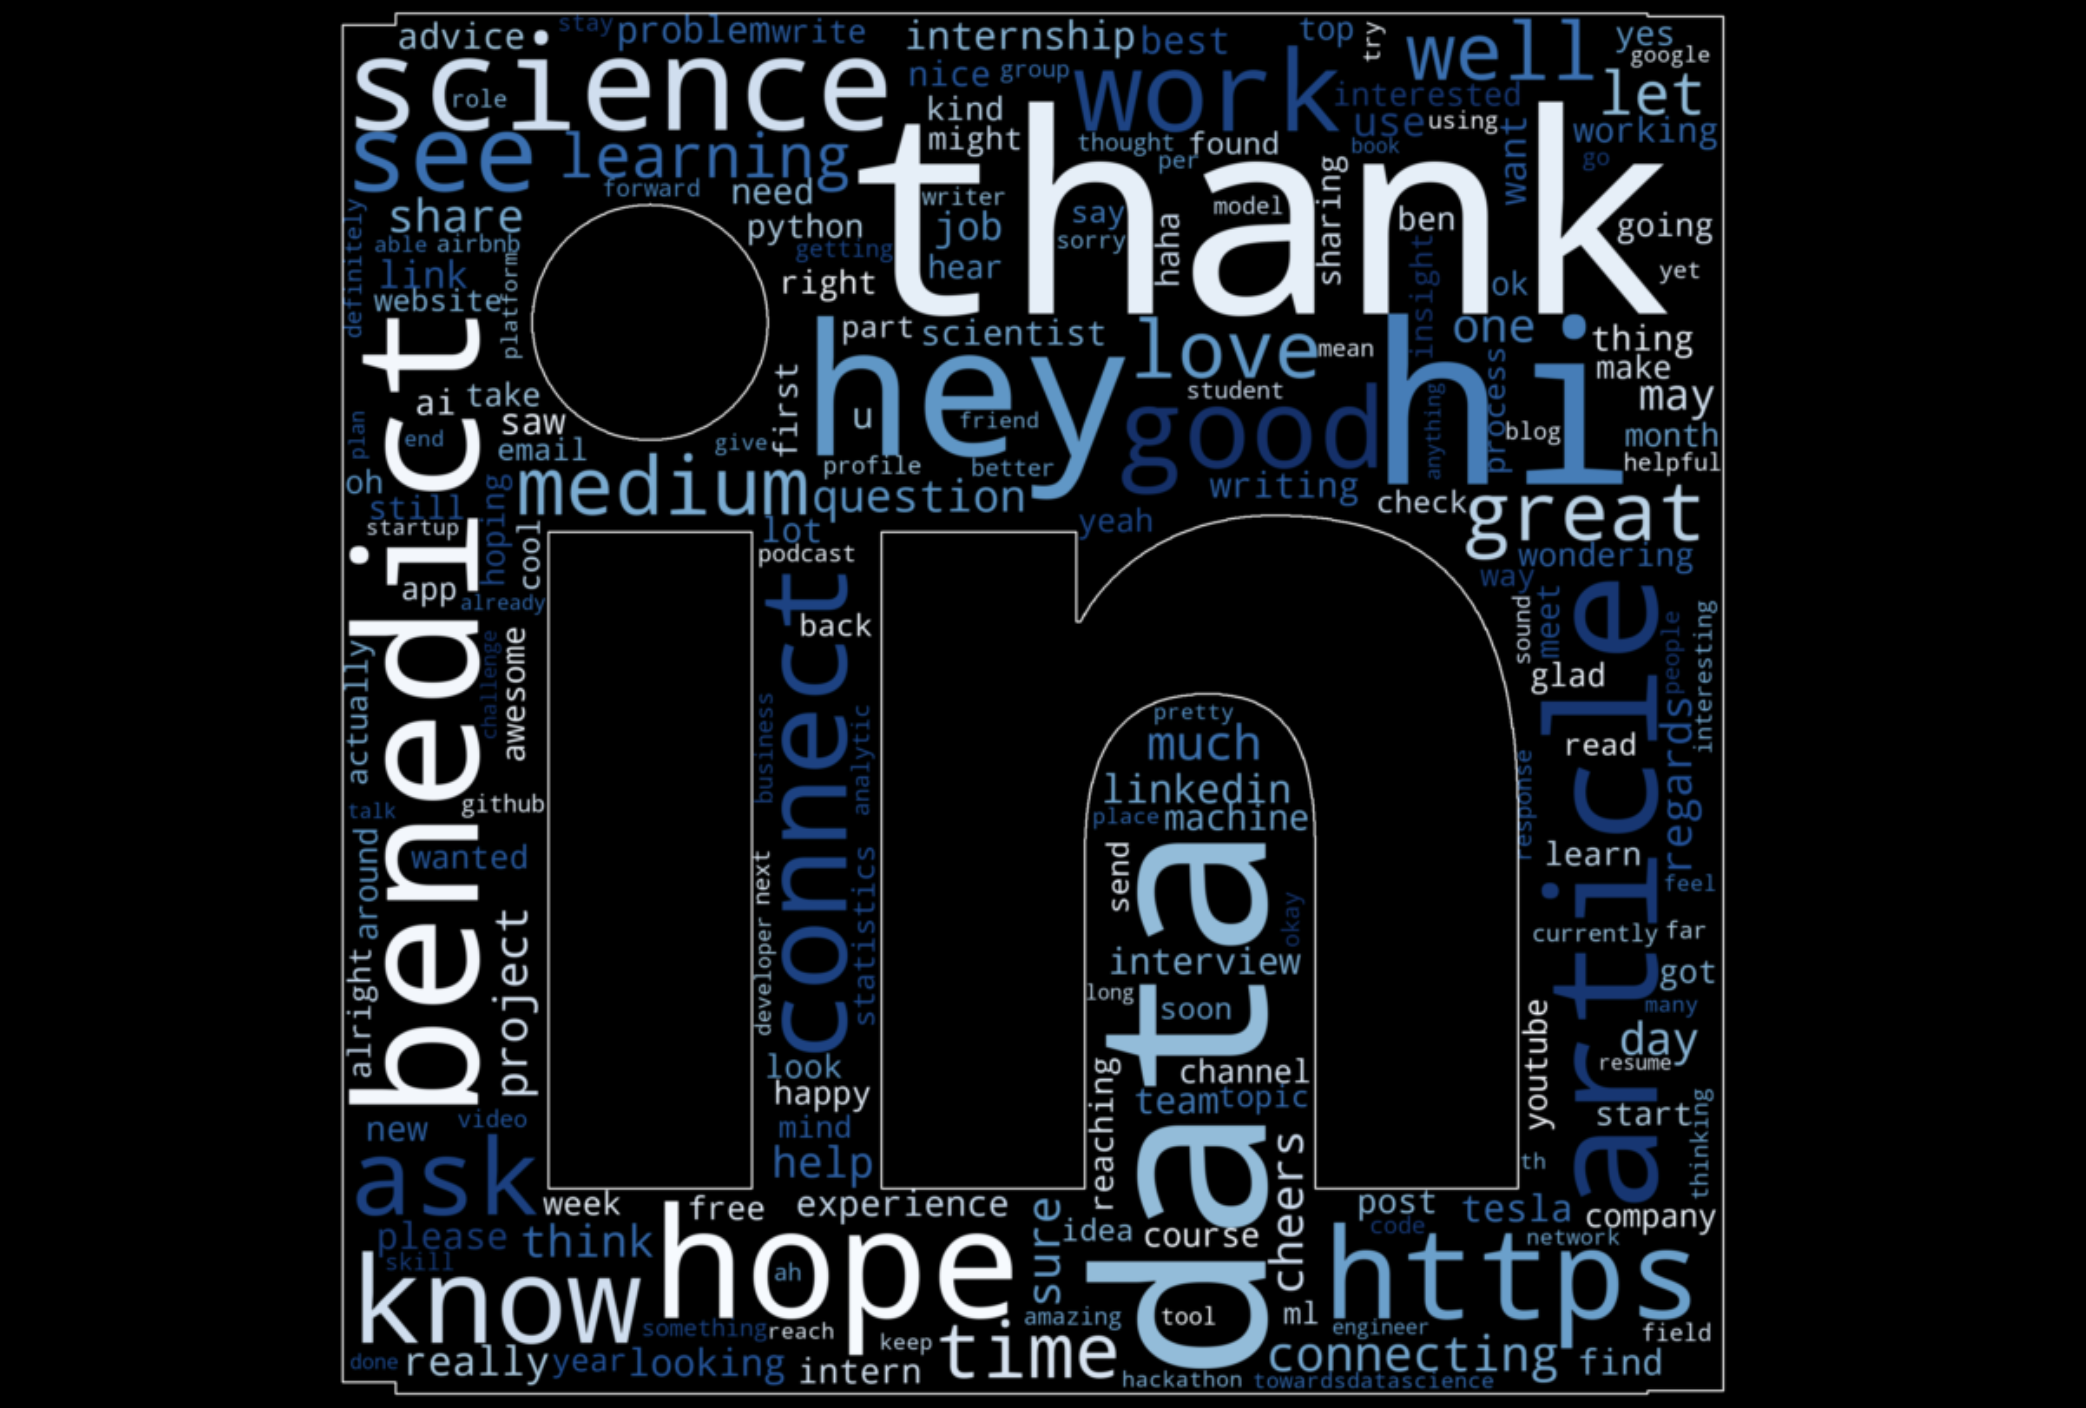 advice stay problem write internship best top try well yes google
science role nice group work interested let
kind use using want working
see learning might thought found book go
forward need writer per thank
definitely share python job say model sharing ben going
able airbnb getting sorry haha insight
link platform right hear ok yet
website
benedict part scientist love mean hi one thing
first hey student process make
ai take u friend good anything blog may
plan end saw give month
email profile better helpful
oh medium question writing check great
still hoping lot yeah
startup cool podcast wondering
app already connect way
back sound meet article people interesting
actually challenge awesome business analytic pretty glad
much regards
talk github linkedin response read
place machine
around wanted next statistics send data learn
feel
alright project developer interview okay currently far
long soon got
many
look channel youtube day
happy team topic resume
new video mind reaching start thinking
ask help cheers th
week free experience sure post tesla company
please think hope idea course code network
skill know ah https
tool ml
something reach keep amazing engineer field
done really year looking intern time connecting find
hackathon towardsdatascience